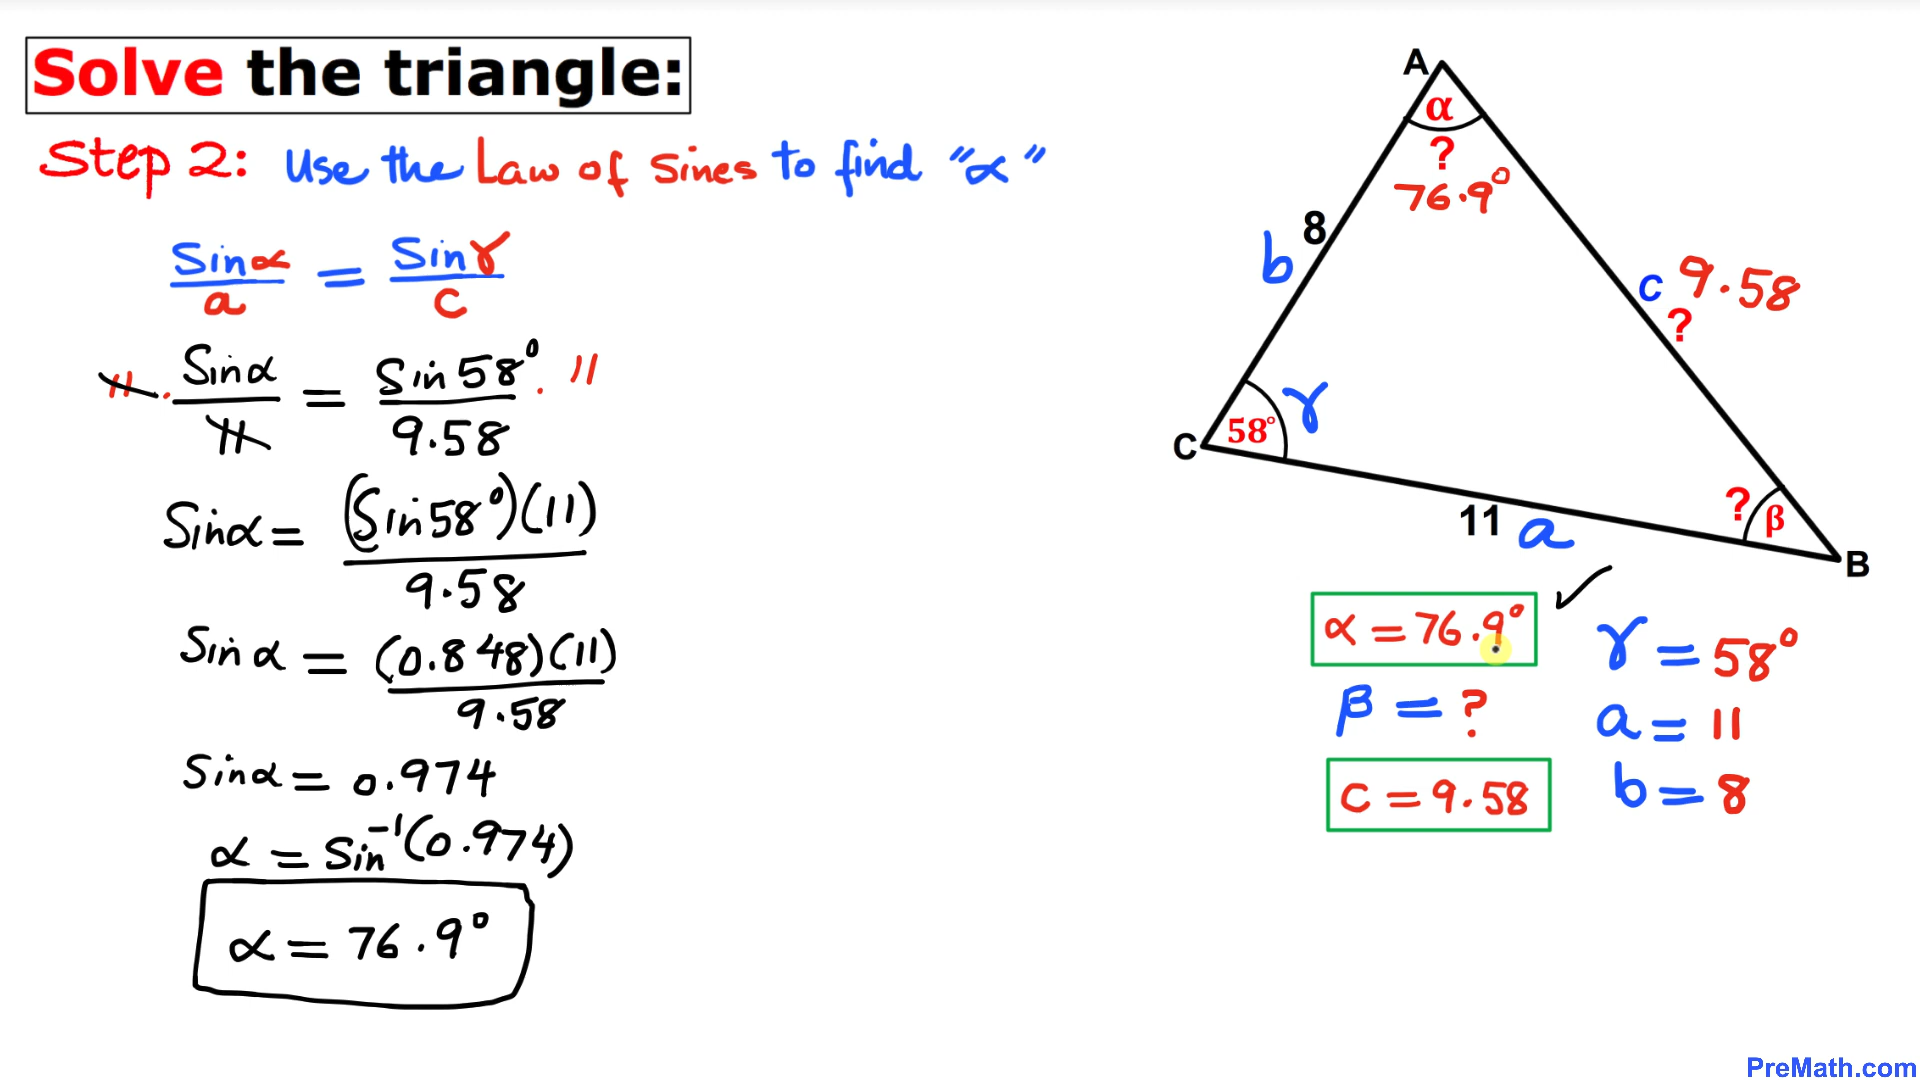 Solve the triangle:
Step 2: Use the Law of Sines to find "α"
Sinα/a = Sinγ/c
11 · Sinα/11 = Sin58°/9.58 · 11
Sinα = (Sin58°)(11)/9.58
Sinα = (0.848)(11)/9.58
Sinα = 0.974
α = Sin⁻¹(0.974)
α = 76.9°
A
α
?
76.9°
8
b
c 9.58
?
C
58°
γ
?
β
B
11 a
α = 76.9°
β = ?
c = 9.58
γ = 58°
a = 11
b = 8
PreMath.com